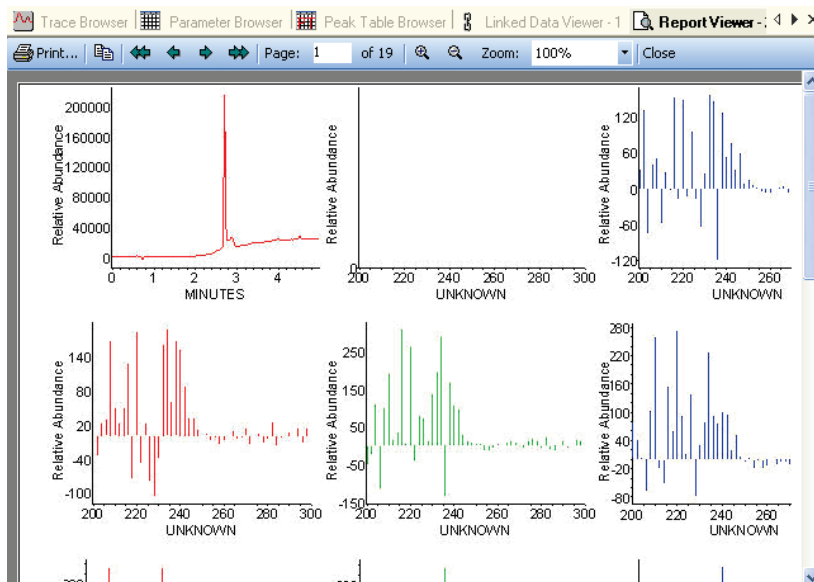 Trace Browser Parameter Browser Peak Table Browser Linked Data Viewer - 1 Report Viewer -
Print... Page: 1 of 19 Zoom: 100% Close
200000
160000
120000
80000
40000
0
Relative Abundance
0 1 2 3 4
MINUTES
Relative Abundance
0
200 220 240 260 280 300
UNKNOWN
120
60
0
-60
-120
Relative Abundance
200 220 240 260
UNKNOWN
140
80
20
-40
-100
Relative Abundance
200 220 240 260 280 300
UNKNOWN
250
150
50
-50
-150
Relative Abundance
200 220 240 260 280 300
UNKNOWN
280
220
160
100
40
-20
-80
Relative Abundance
200 220 240 260
UNKNOWN